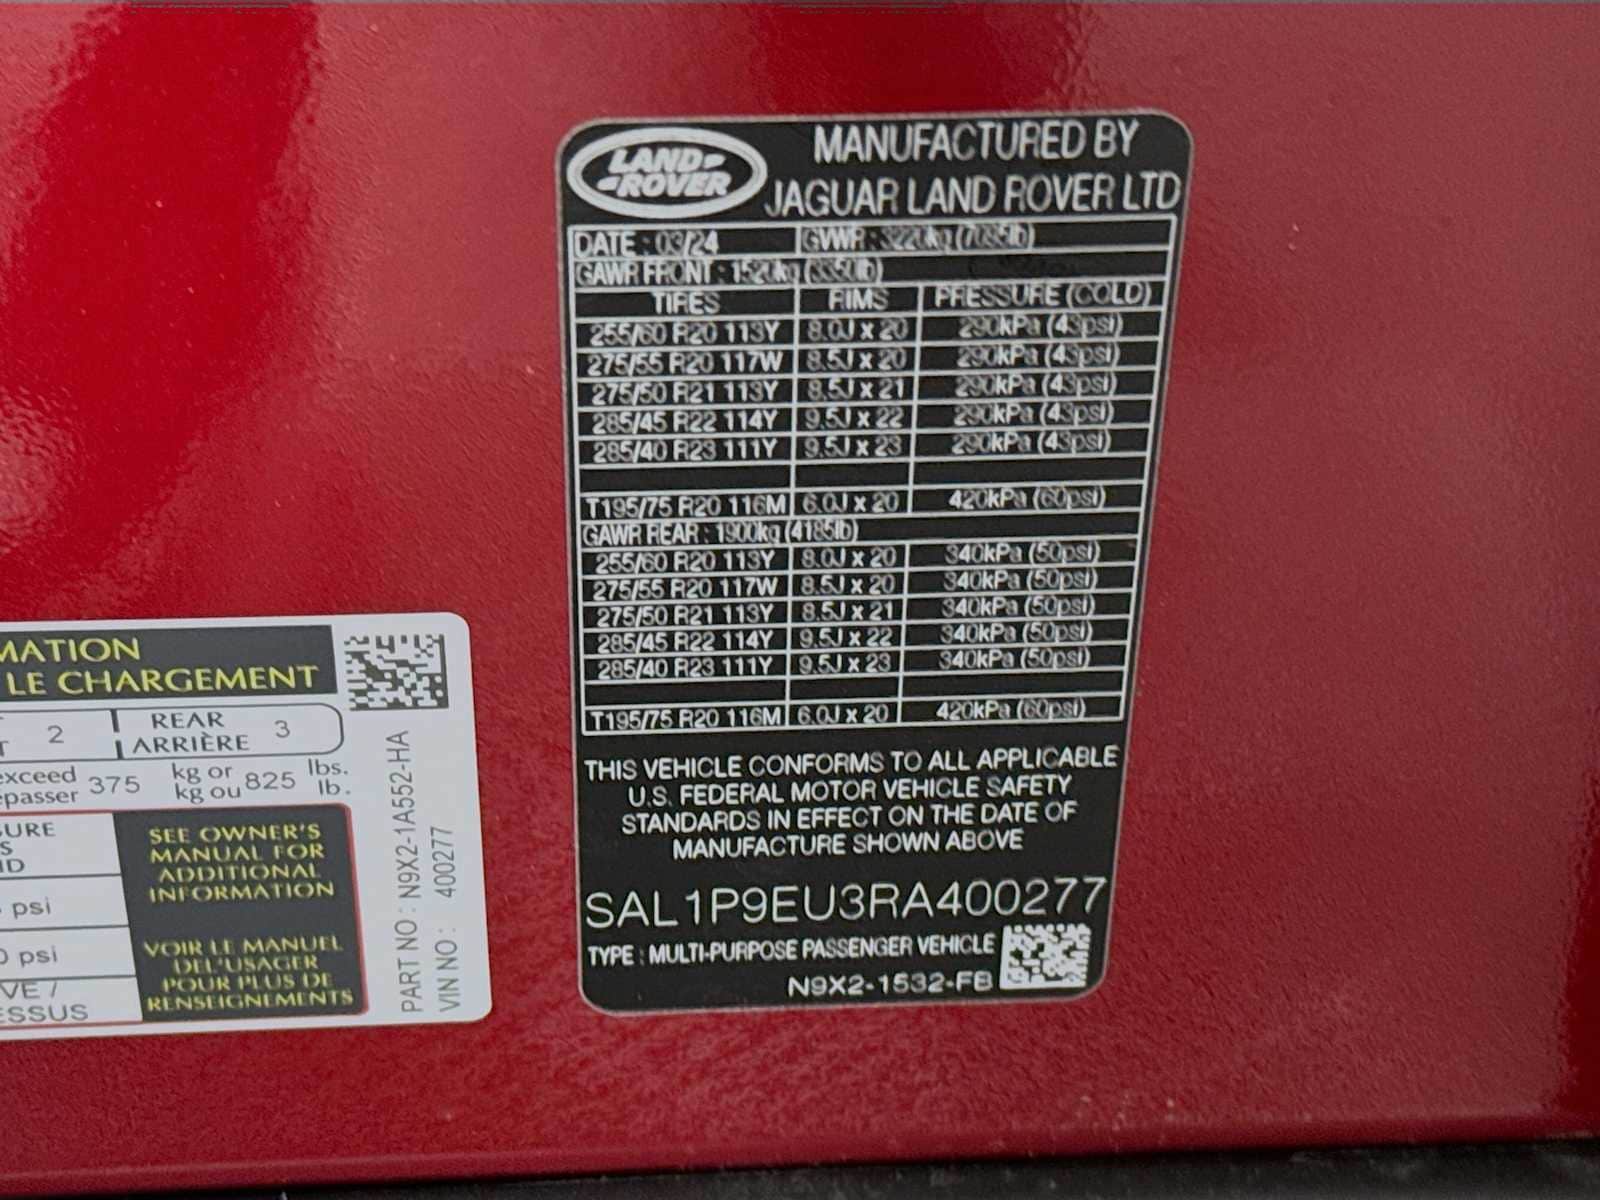 LAND-
-ROVER
MANUFACTURED BY
JAGUAR LAND ROVER LTD
DATE : 03/24 GVWR : 3220kg (7085lb)
GAWR FRONT : 1520kg (3350lb)
TIRES RIMS PRESSURE (COLD)
255/60 R20 113Y 8.0J x 20 290kPa (43psi)
275/55 R20 117W 8.5J x 20 290kPa (43psi)
275/50 R21 113Y 8.5J x 21 290kPa (43psi)
285/45 R22 114Y 9.5J x 22 290kPa (43psi)
285/40 R23 111Y 9.5J x 23 290kPa (43psi)
T195/75 R20 116M 6.0J x 20 420kPa (60psi)
GAWR REAR : 1900kg (4185lb)
255/60 R20 113Y 8.0J x 20 340kPa (50psi)
275/55 R20 117W 8.5J x 20 340kPa (50psi)
275/50 R21 113Y 8.5J x 21 340kPa (50psi)
285/45 R22 114Y 9.5J x 22 340kPa (50psi)
285/40 R23 111Y 9.5J x 23 340kPa (50psi)
T195/75 R20 116M 6.0J x 20 420kPa (60psi)
THIS VEHICLE CONFORMS TO ALL APPLICABLE
U.S. FEDERAL MOTOR VEHICLE SAFETY
STANDARDS IN EFFECT ON THE DATE OF
MANUFACTURE SHOWN ABOVE
SAL1P9EU3RA400277
TYPE : MULTI-PURPOSE PASSENGER VEHICLE
N9X2-1532-FB
MATION
LE CHARGEMENT
2 REAR
ARRIÈRE 3
exceed 375 kg or 825 lbs.
épasser kg ou lb.
SURE
S
ID
psi
0 psi
VE /
ESSUS
SEE OWNER'S
MANUAL FOR
ADDITIONAL
INFORMATION
VOIR LE MANUEL
DEL'USAGER
POUR PLUS DE
RENSEIGNEMENTS
PART NO : N9X2-1A552-HA
VIN NO : 400277